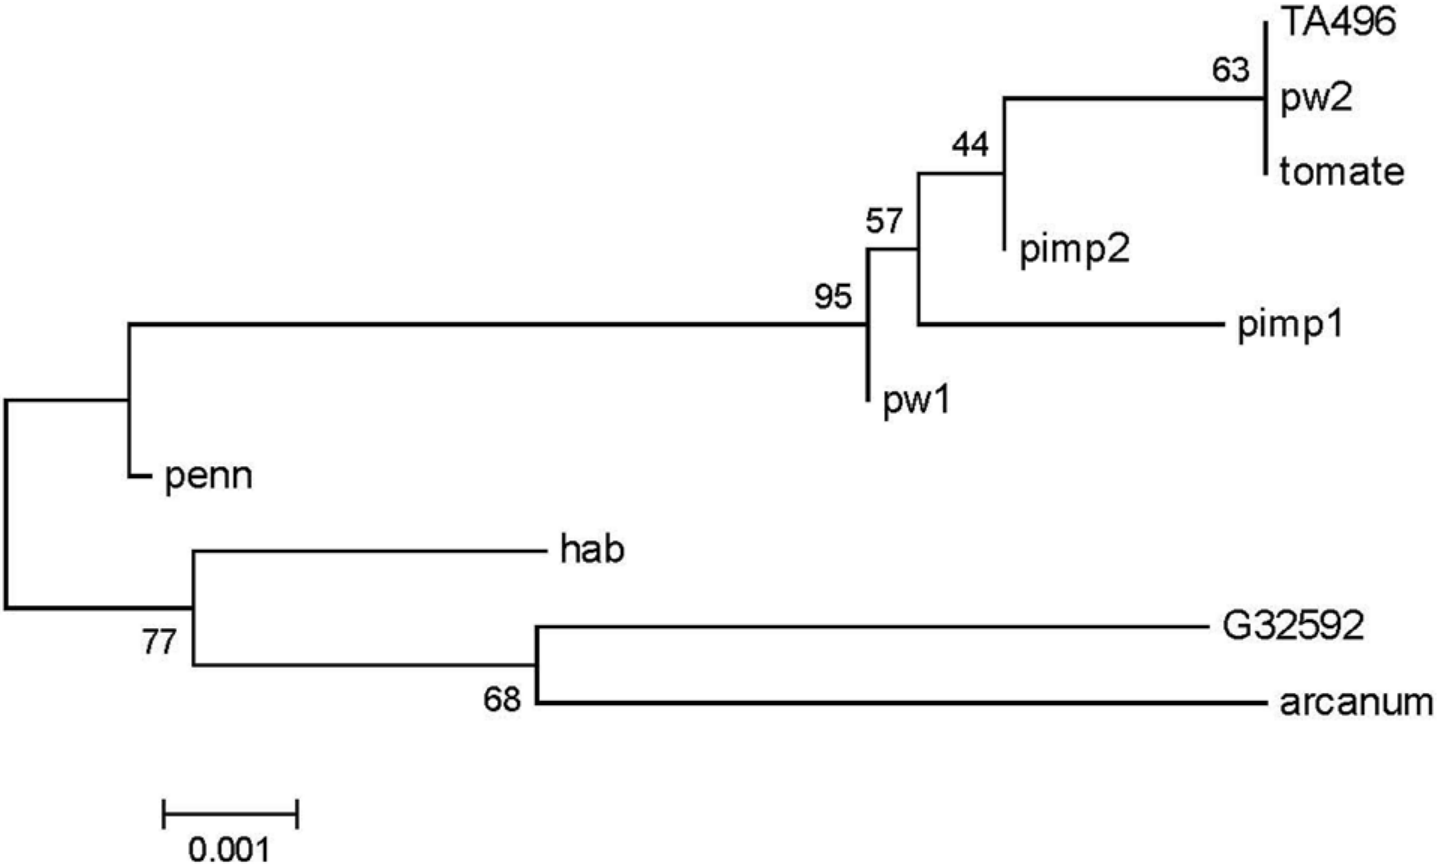 TA496
63
pw2
44
tomate
57
pimp2
95
pimp1
pw1
penn
hab
77
G32592
68
arcanum
0.001